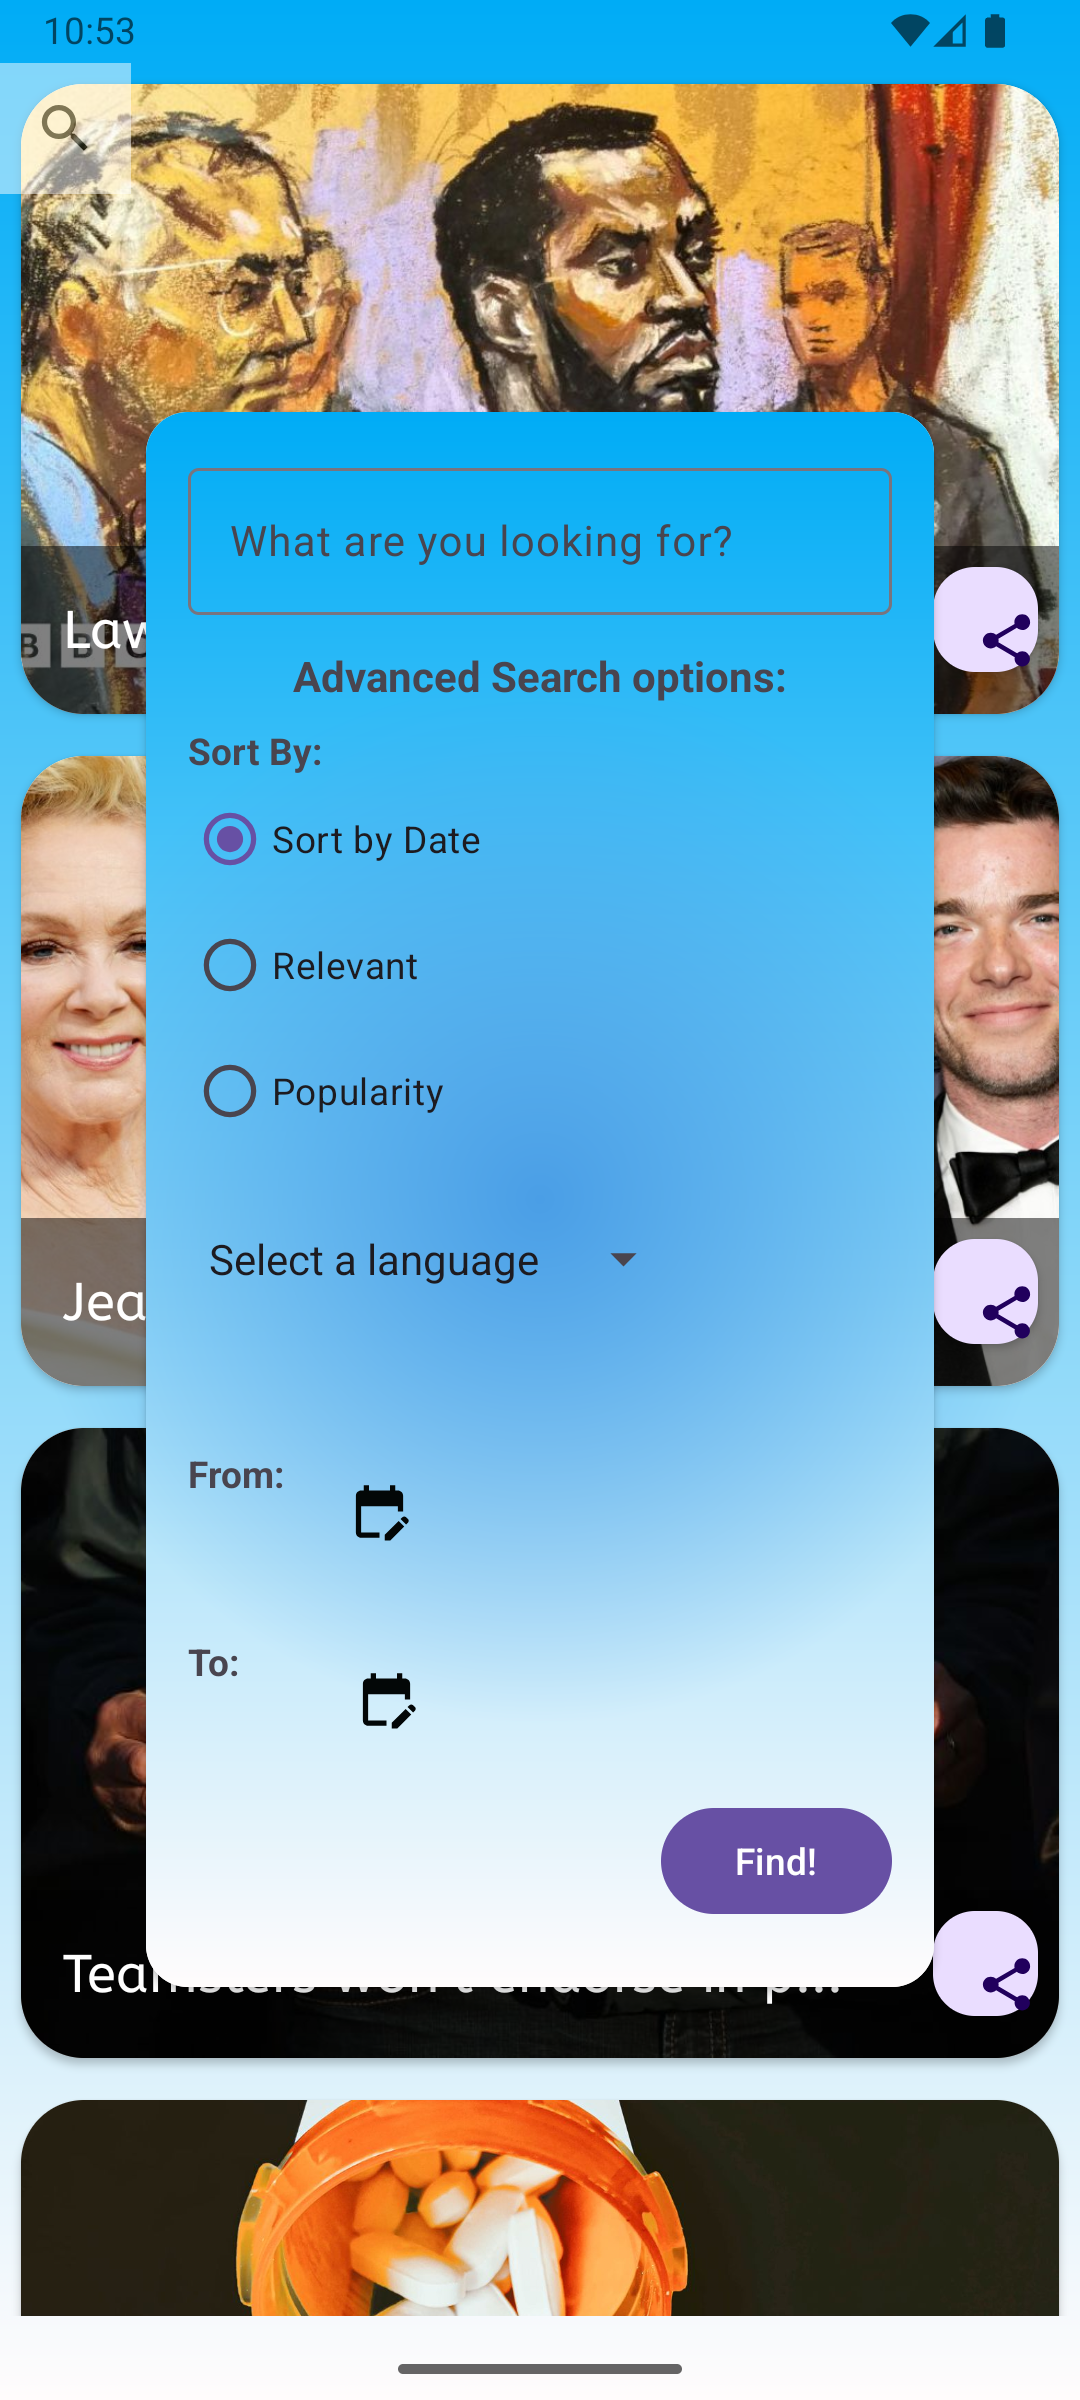 10:53
What are you looking for?
Advanced Search options:
Law
B B
Sort By:
Sort by Date
Relevant
Popularity
Select a language
Jea
From:
To:
Find!
Teamsters won't endorse in p...